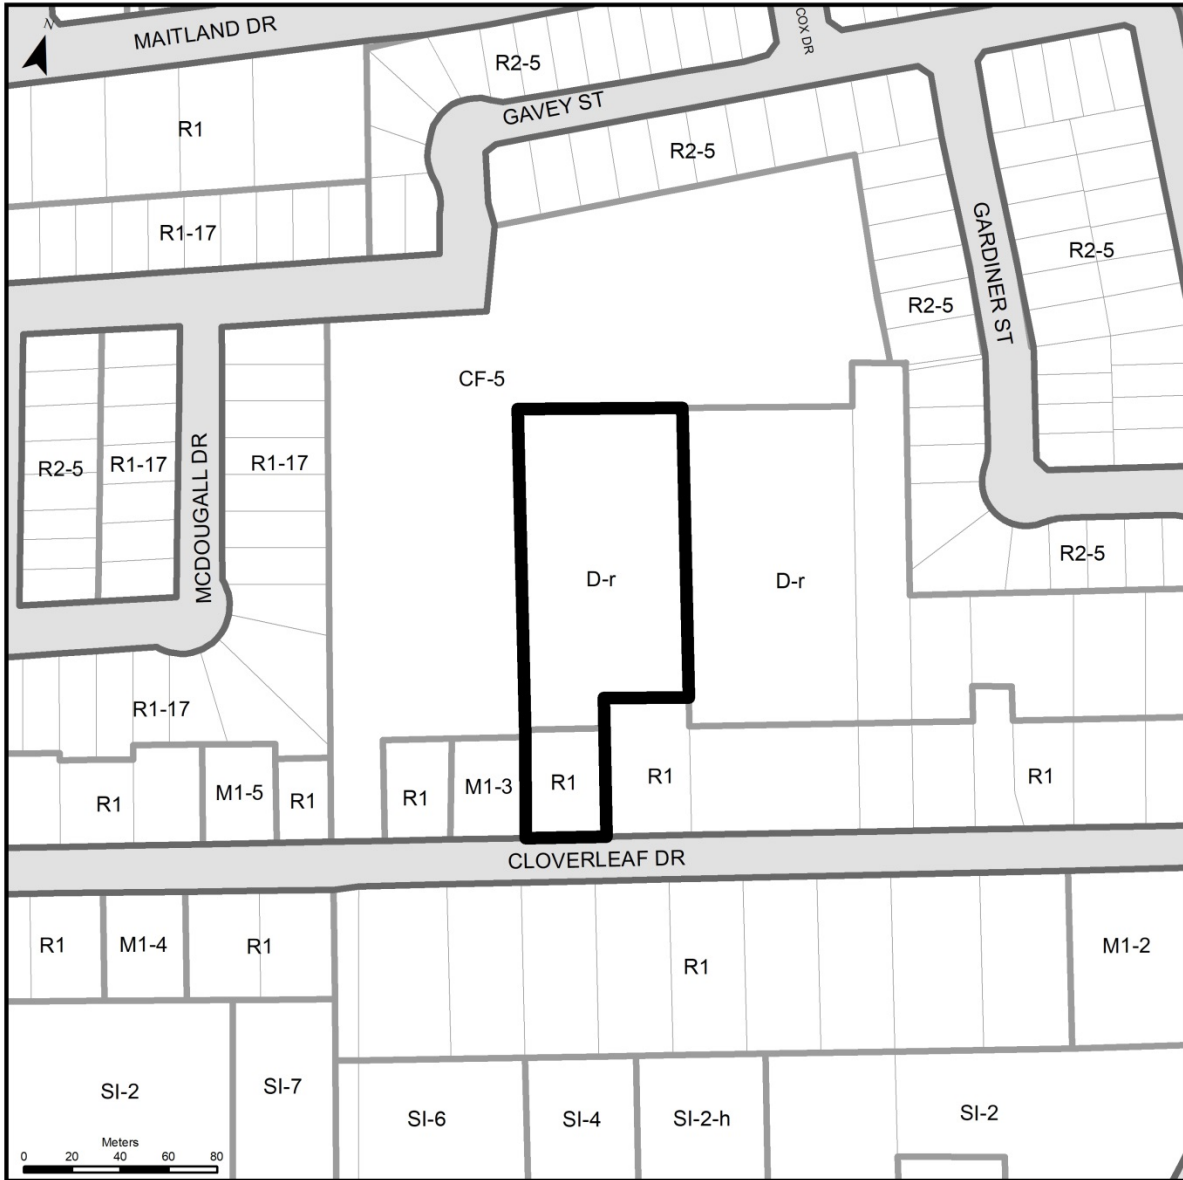 N
MAITLAND DR
COX DR
R2-5
GAVEY ST
R1
R2-5
R1-17
GARDINER ST
R2-5
R2-5
CF-5
R2-5
R1-17
MCDOUGALL DR
R1-17
D-r
D-r
R2-5
R1-17
R1
M1-5
R1
R1
M1-3
R1
R1
R1
CLOVERLEAF DR
R1
M1-4
R1
R1
M1-2
SI-2
SI-7
SI-6
SI-4
SI-2-h
SI-2
Meters
0 20 40 60 80